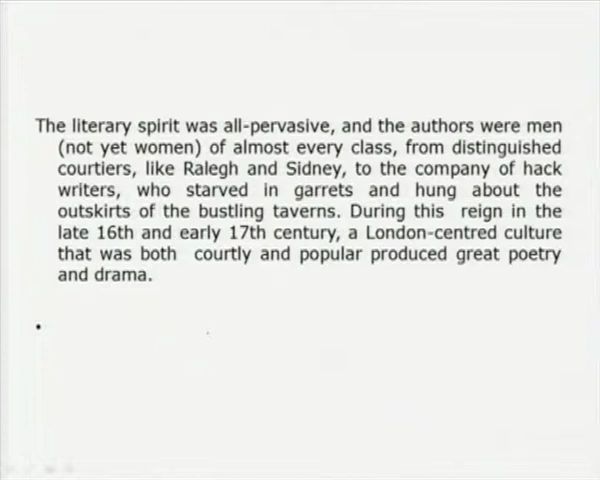 The literary spirit was all-pervasive, and the authors were men
(not yet women) of almost every class, from distinguished
courtiers, like Ralegh and Sidney, to the company of hack
writers, who starved in garrets and hung about the
outskirts of the bustling taverns. During this reign in the
late 16th and early 17th century, a London-centred culture
that was both courtly and popular produced great poetry
and drama.
•